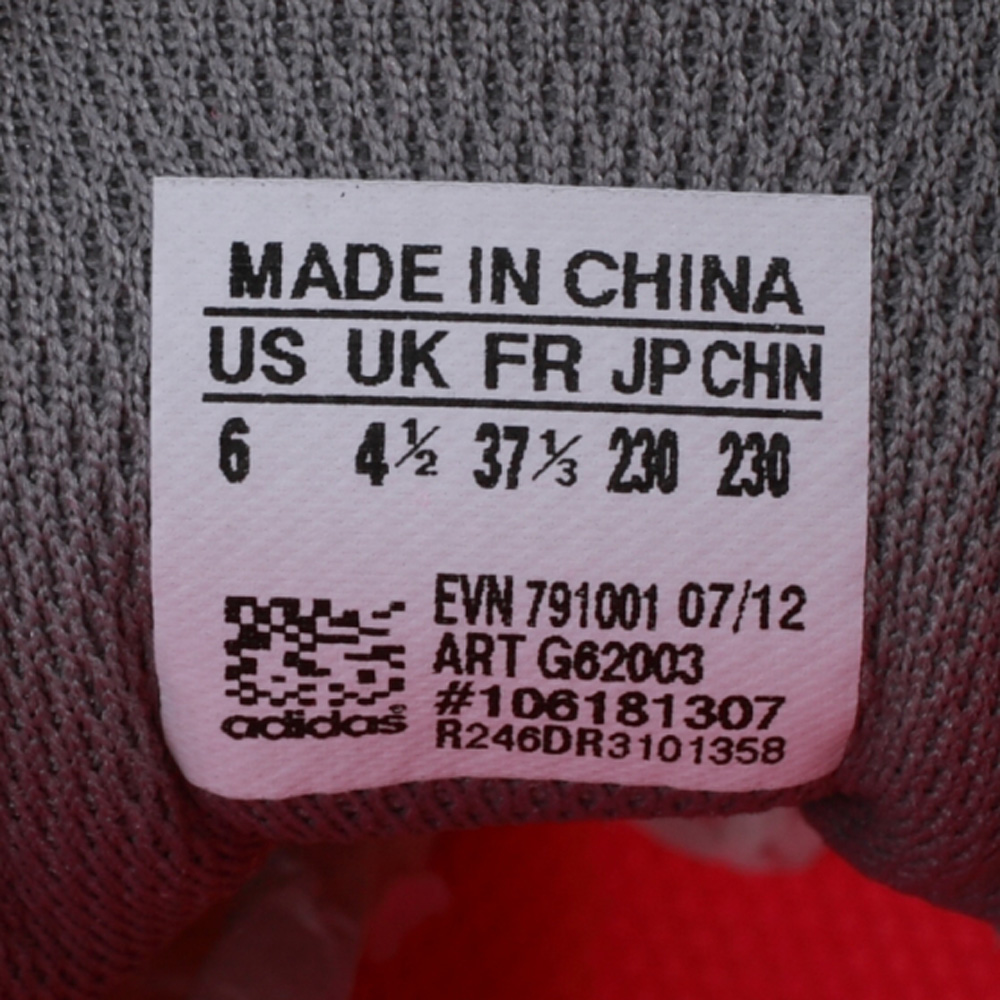 MADE IN CHINA
US UK FR JP CHN
6 4½ 37⅓ 230 230
EVN 791001 07/12
ART G62003
#106181307
R246DR3101358
adidas®